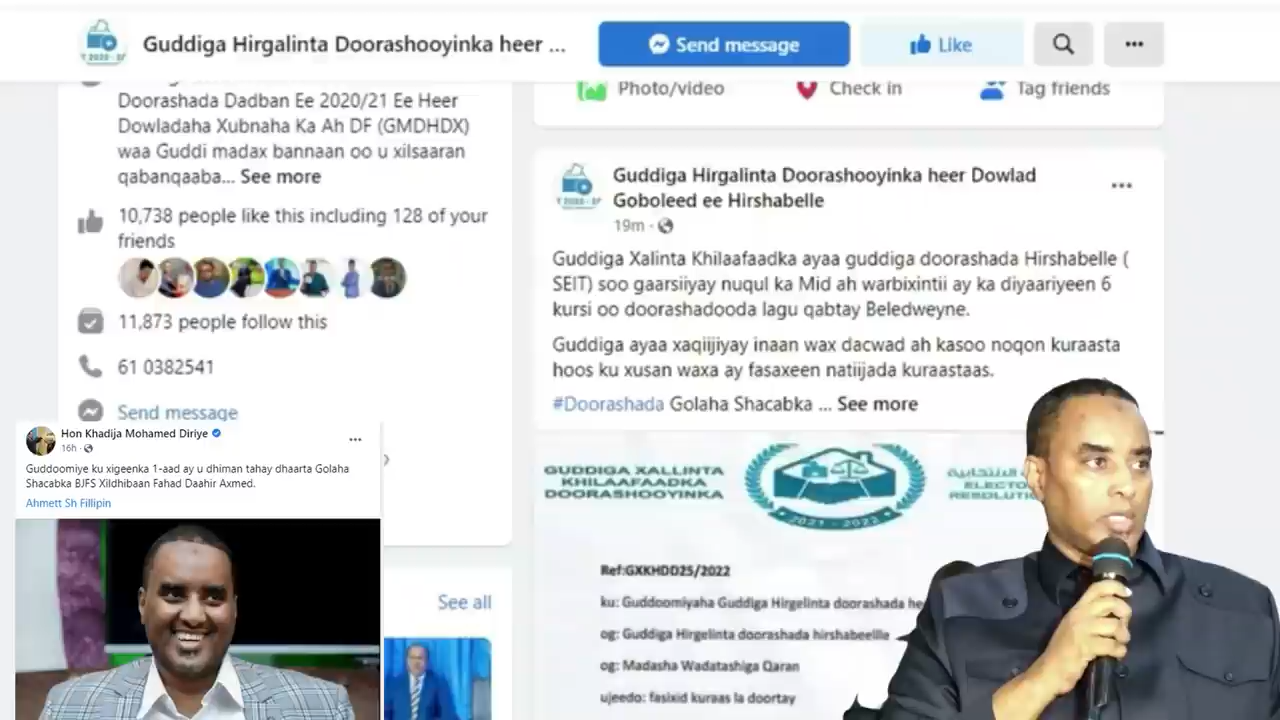 Guddiga Hirgalinta Doorashooyinka heer ...
Send message
Like
Doorashada Dadban Ee 2020/21 Ee Heer
Dowladaha Xubnaha Ka Ah DF (GMDHDX)
waa Guddi madax bannaan oo u xilsaaran
qabanqaaba... See more
10,738 people like this including 128 of your
friends
11,873 people follow this
61 0382541
Send message
See all
Photo/video
Check in
Tag friends
Guddiga Hirgalinta Doorashooyinka heer Dowlad
Goboleed ee Hirshabelle
19m ·
Guddiga Xalinta Khilaafaadka ayaa guddiga doorashada Hirshabelle (
SEIT) soo gaarsiiyay nuqul ka Mid ah warbixintii ay ka diyaariyeen 6
kursi oo doorashadooda lagu qabtay Beledweyne.
Guddiga ayaa xaqiijiyay inaan wax dacwad ah kasoo noqon kuraasta
hoos ku xusan waxa ay fasaxeen natiijada kuraastaas.
#Doorashada Golaha Shacabka ... See more
GUDDIGA XALLINTA
KHILAAFAADKA
DOORASHOOYINKA
2021 - 2022
Ref:GXKHDD25/2022
ku: Guddoomiyaha Guddiga Hirgelinta doorashada
og: Guddiga Hirgelinta doorashada hirshabeellle
og: Madasha Wadatashiga Qaran
ujeedo: fasixid kuraas la doortay
Hon Khadija Mohamed Diriye
16h ·
Guddoomiye ku xigeenka 1-aad ay u dhiman tahay dhaarta Golaha
Shacabka BJFS Xildhibaan Fahad Daahir Axmed.
Ahmett Sh Fillipin